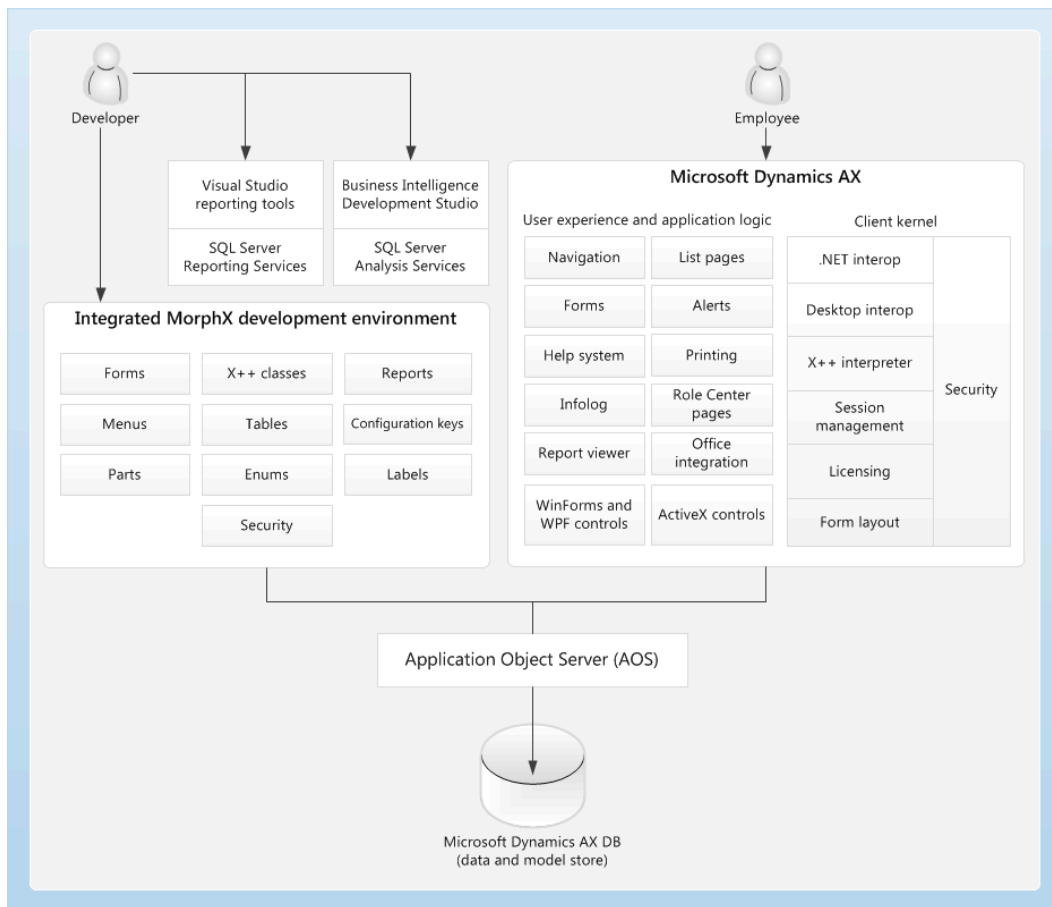 Developer
Employee
Visual Studio
reporting tools
SQL Server
Reporting Services
Business Intelligence
Development Studio
SQL Server
Analysis Services
Integrated MorphX development environment
Forms
X++ classes
Reports
Menus
Tables
Configuration keys
Parts
Enums
Labels
Security
Microsoft Dynamics AX
User experience and application logic
Navigation
List pages
Forms
Alerts
Help system
Printing
Infolog
Role Center
pages
Report viewer
Office
integration
WinForms and
WPF controls
ActiveX controls
Client kernel
.NET interop
Desktop interop
X++ interpreter
Session
management
Licensing
Form layout
Security
Application Object Server (AOS)
Microsoft Dynamics AX DB
(data and model store)